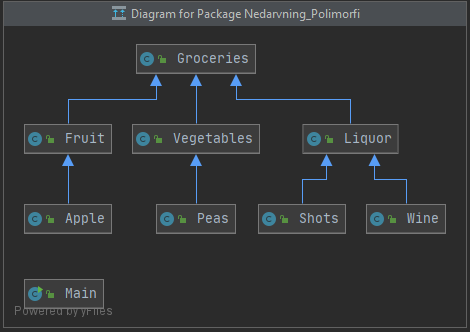 Diagram for Package Nedarvning_Polimorfi
Groceries
Fruit
Vegetables
Liquor
Apple
Peas
Shots
Wine
Main
Powered by yFiles